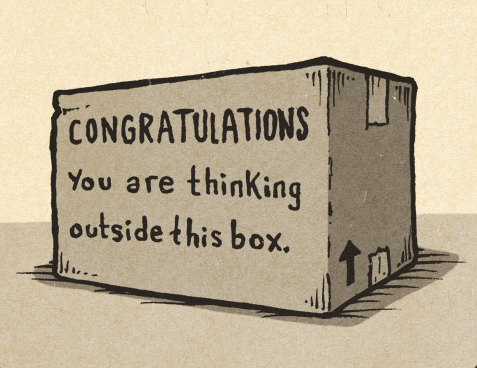 CONGRATULATIONS
You are thinking
outside this box.